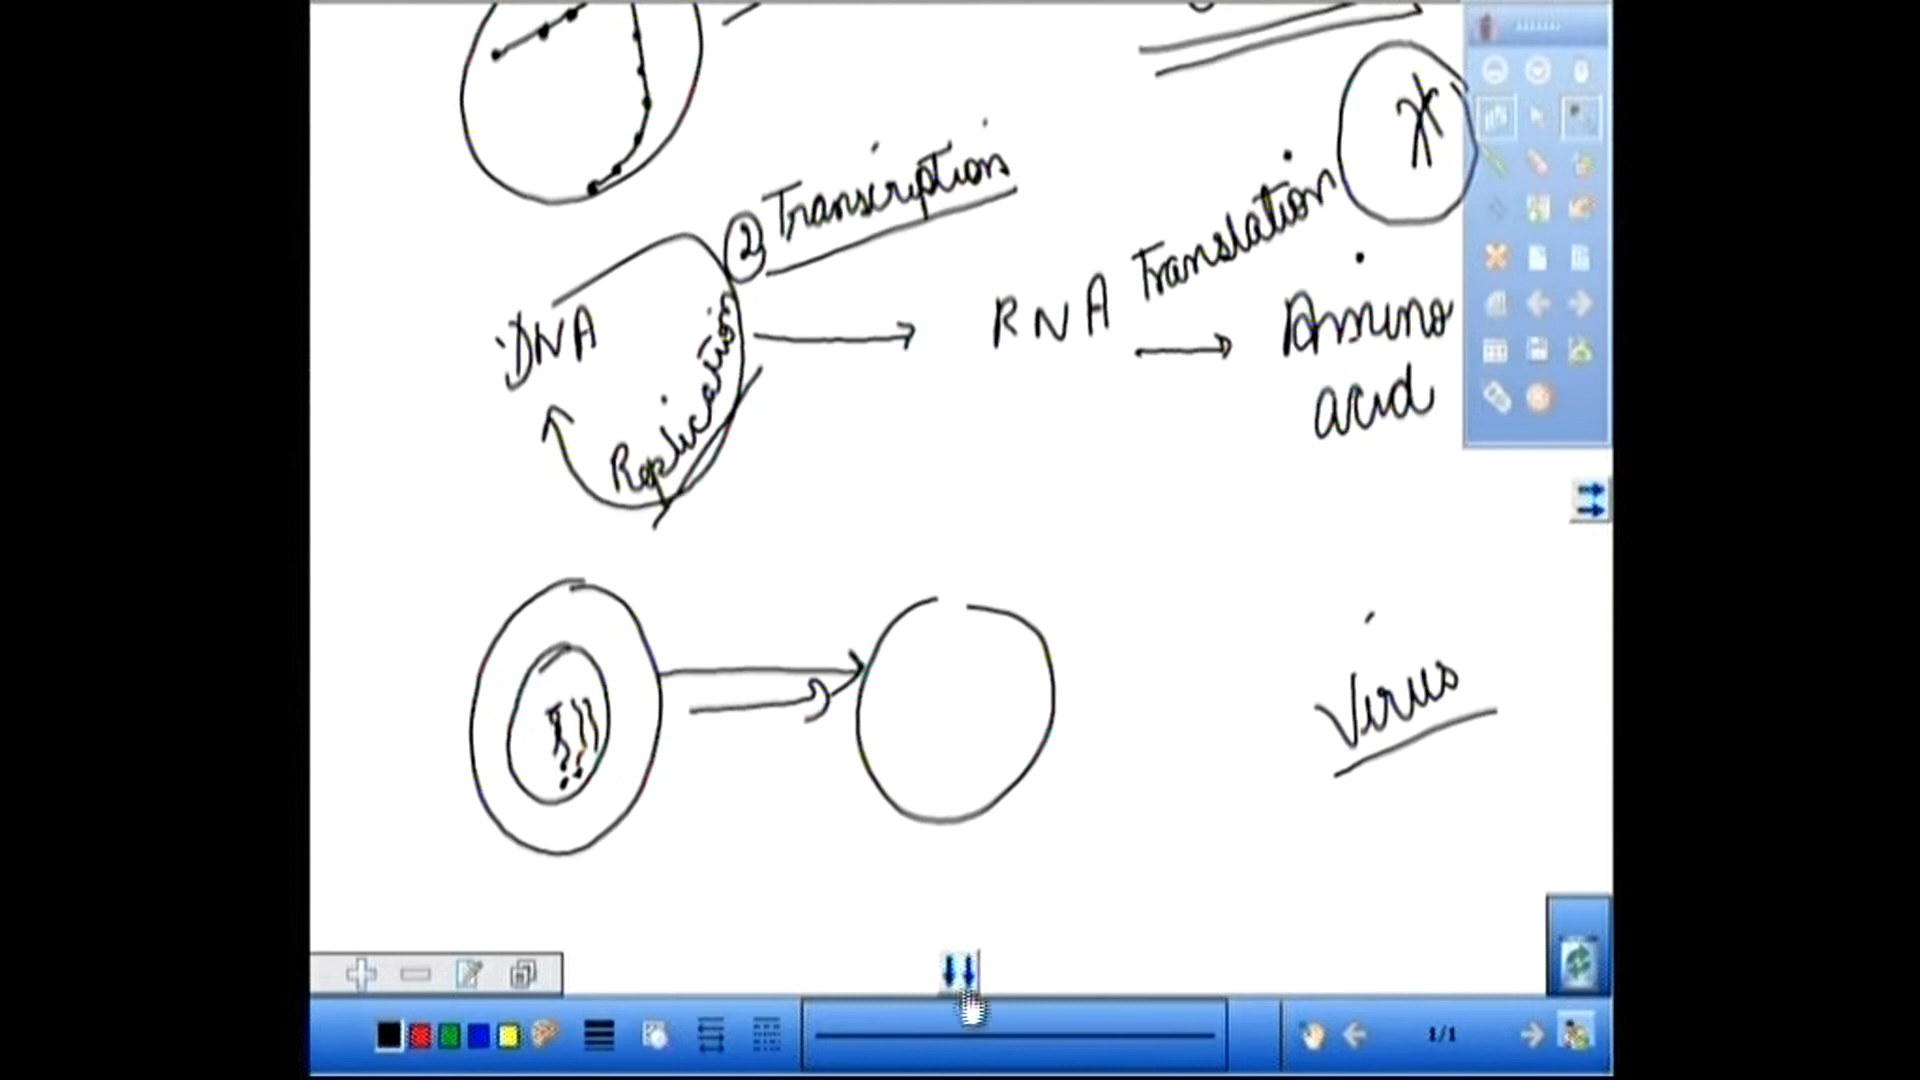 ② Transcription
Translation
DNA
Replication
RNA
Amino
acid
Virus
1/1